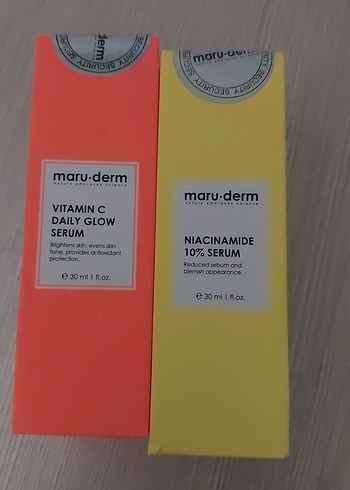 ·derm
SECURITY
maru·derm
nature embraces science
VITAMIN C
DAILY GLOW
SERUM
Brightens skin, evens skin
tone, provides antioxidant
protection.
℮ 30 ml 1 fl.oz.
maru·derm
SECURITY
maru·derm
nature embraces science
NIACINAMIDE
10% SERUM
Reduced sebum and
blemish appearance.
℮ 30 ml 1 fl.oz.